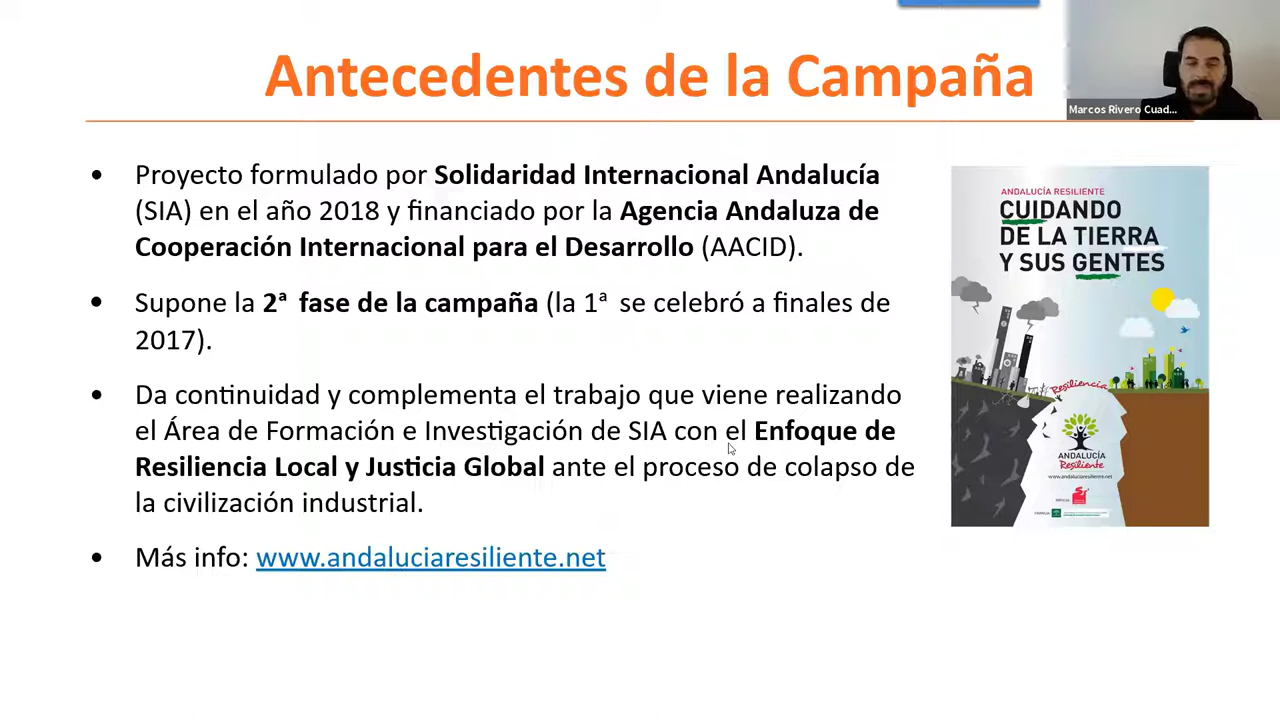 Antecedentes de la Campaña
Marcos Rivero Cuad...
• Proyecto formulado por Solidaridad Internacional Andalucía
(SIA) en el año 2018 y financiado por la Agencia Andaluza de
Cooperación Internacional para el Desarrollo (AACID).
• Supone la 2ª fase de la campaña (la 1ª se celebró a finales de
2017).
• Da continuidad y complementa el trabajo que viene realizando
el Área de Formación e Investigación de SIA con el Enfoque de
Resiliencia Local y Justicia Global ante el proceso de colapso de
la civilización industrial.
• Más info: www.andaluciaresiliente.net
ANDALUCÍA RESILIENTE
CUIDANDO
DE LA TIERRA
Y SUS GENTES
Resiliencia
ANDALUCÍA
Resiliente
www.andaluciaresiliente.net